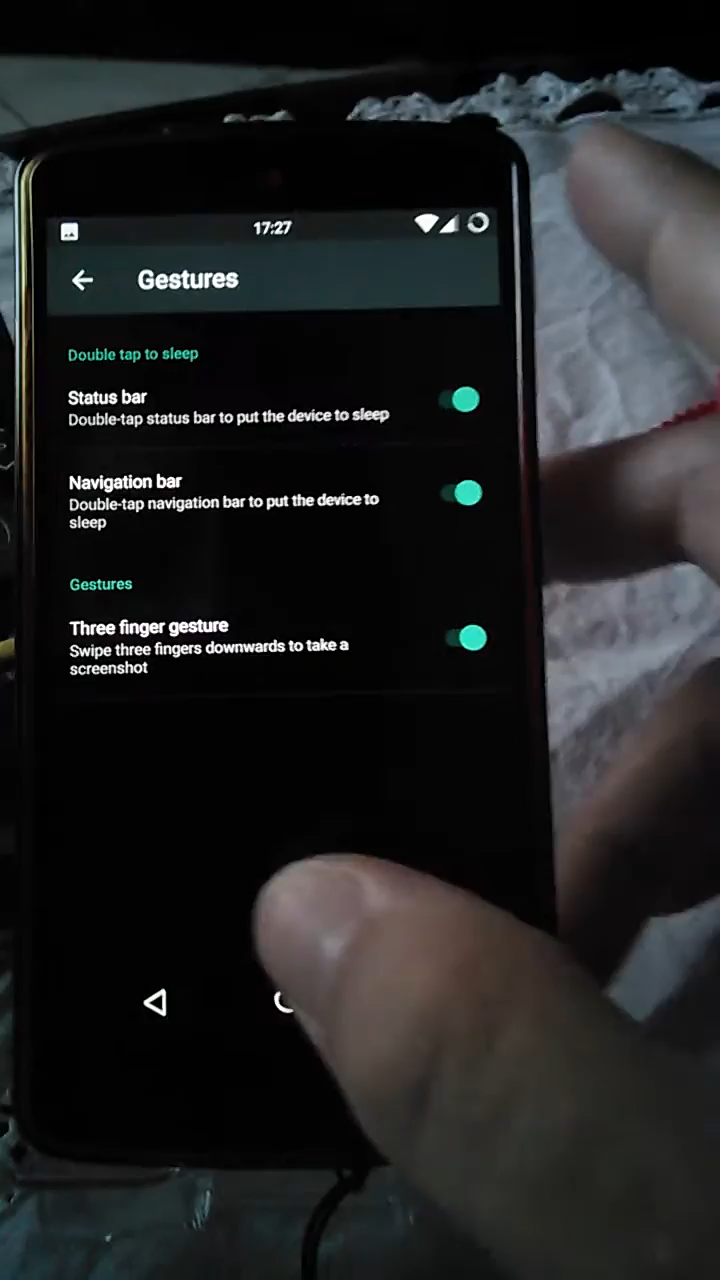 17:27
Gestures
Double tap to sleep
Status bar
Double-tap status bar to put the device to sleep
Navigation bar
Double-tap navigation bar to put the device to
sleep
Gestures
Three finger gesture
Swipe three fingers downwards to take a
screenshot